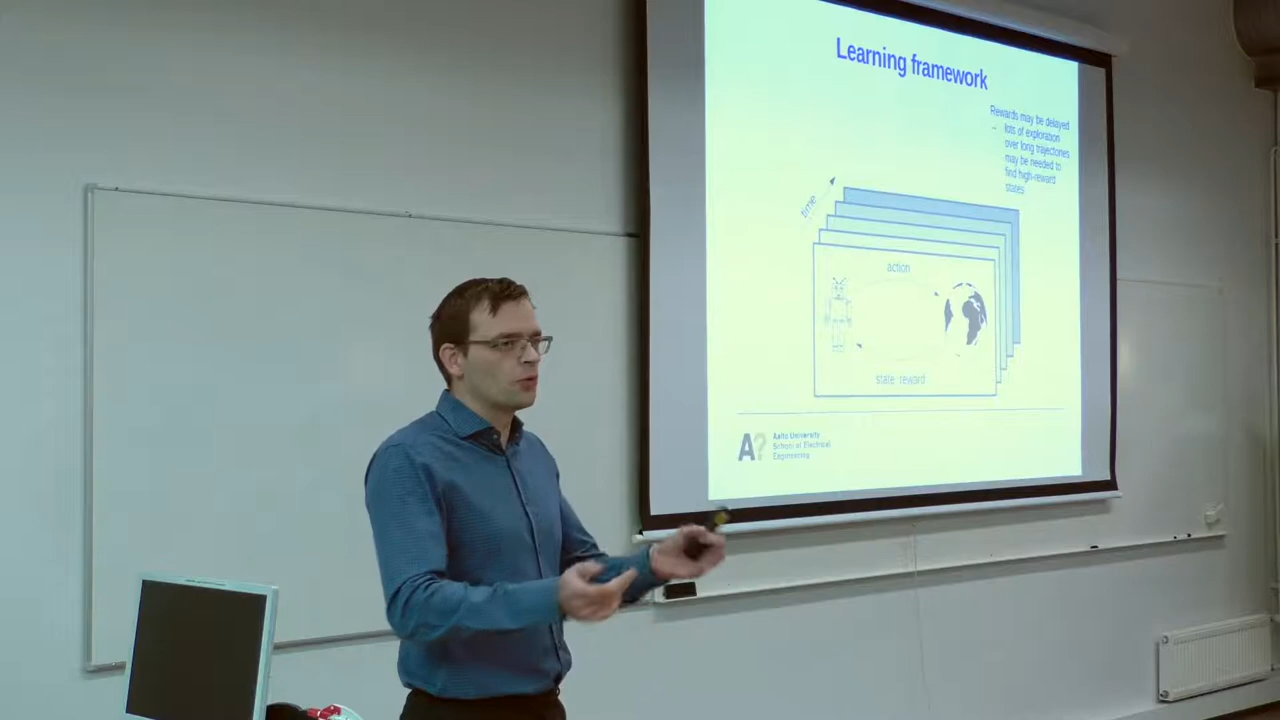 Learning framework
Rewards may be delayed
– lots of exploration
over long trajectories
may be needed to
find high-reward
states
time
action
state, reward
A?
Aalto University
School of Electrical
Engineering